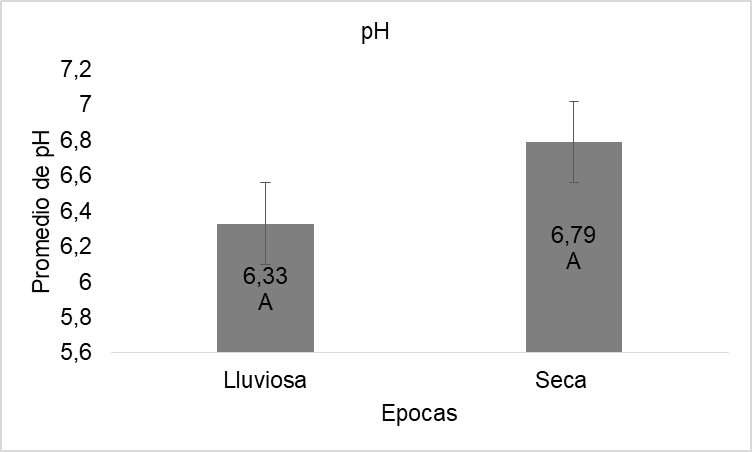 pH
7,2
7
6,8
6,6
6,4
6,2
6
5,8
5,6
Promedio de pH
6,33
A
6,79
A
Lluviosa
Seca
Epocas